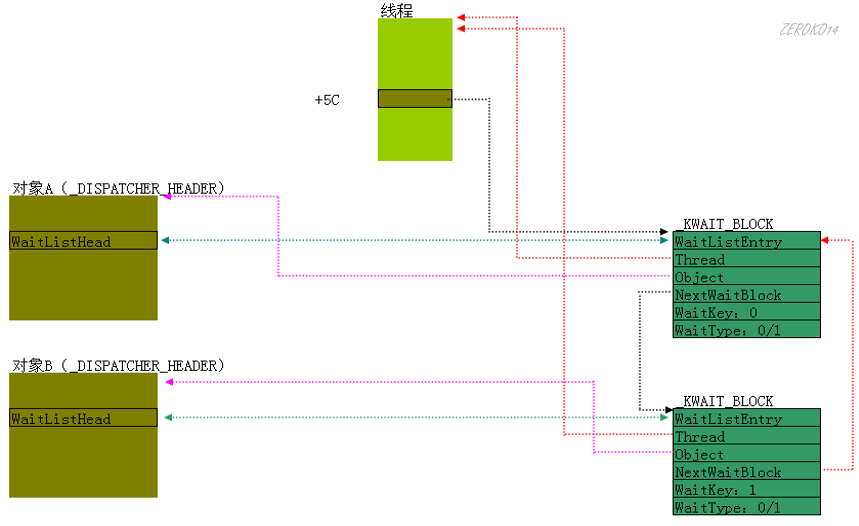 线程
ZEROKO14
+5C
对象A（_DISPATCHER_HEADER）
WaitListHead
_KWAIT_BLOCK
WaitListEntry
Thread
Object
NextWaitBlock
WaitKey：0
WaitType：0/1
对象B（_DISPATCHER_HEADER）
WaitListHead
_KWAIT_BLOCK
WaitListEntry
Thread
Object
NextWaitBlock
WaitKey：1
WaitType：0/1